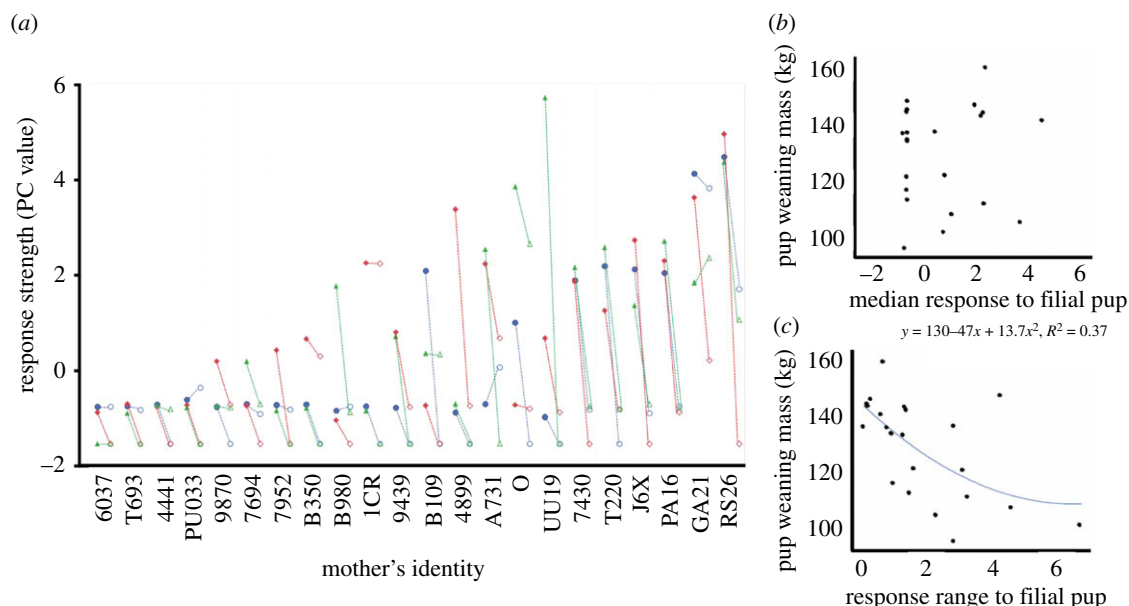 (a)
response strength (PC value)
6
4
2
0
–2
6037
T693
4441
PU033
9870
7694
7952
B350
B980
1CR
9439
B109
4899
A731
O
UU19
7430
T220
J6X
PA16
GA21
RS26
mother's identity
(b)
pup weaning mass (kg)
160
140
120
100
–2 0 2 4 6
median response to filial pup
(c)
y = 130–47x + 13.7x², R² = 0.37
pup weaning mass (kg)
160
140
120
100
0 2 4 6
response range to filial pup